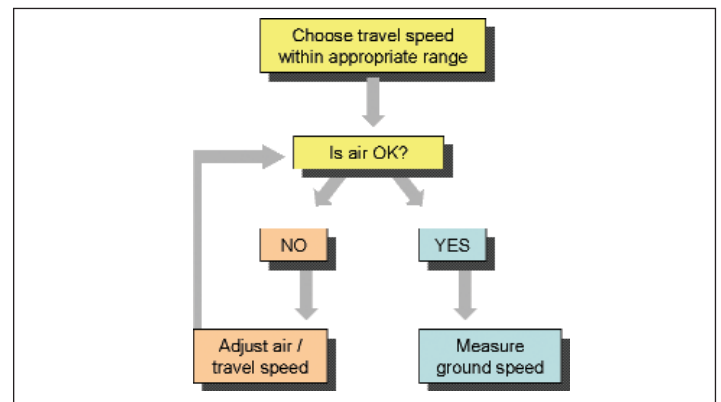 Choose travel speed
within appropriate range
Is air OK?
NO
YES
Adjust air /
travel speed
Measure
ground speed